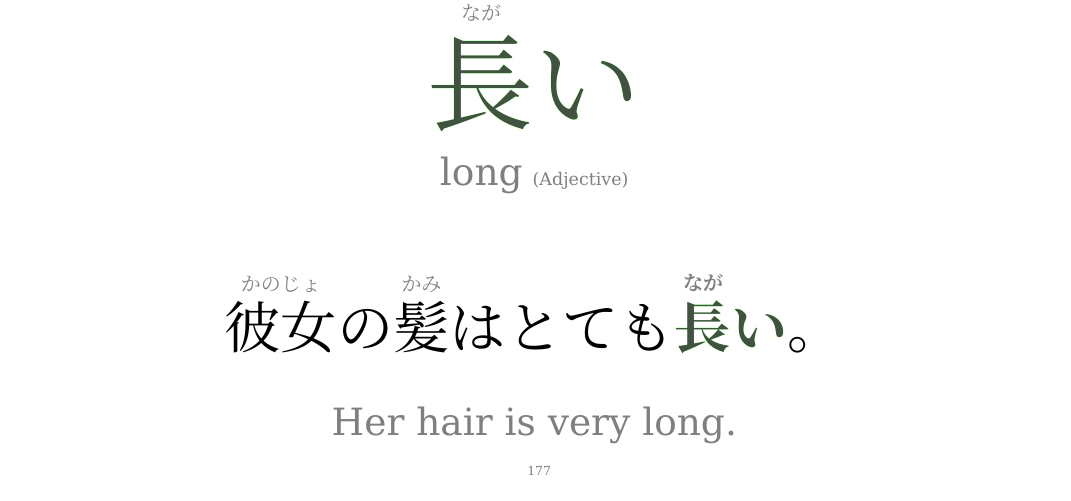 なが
長い
long (Adjective)
かのじょ かみ なが
彼女の髪はとても長い。
Her hair is very long.
177